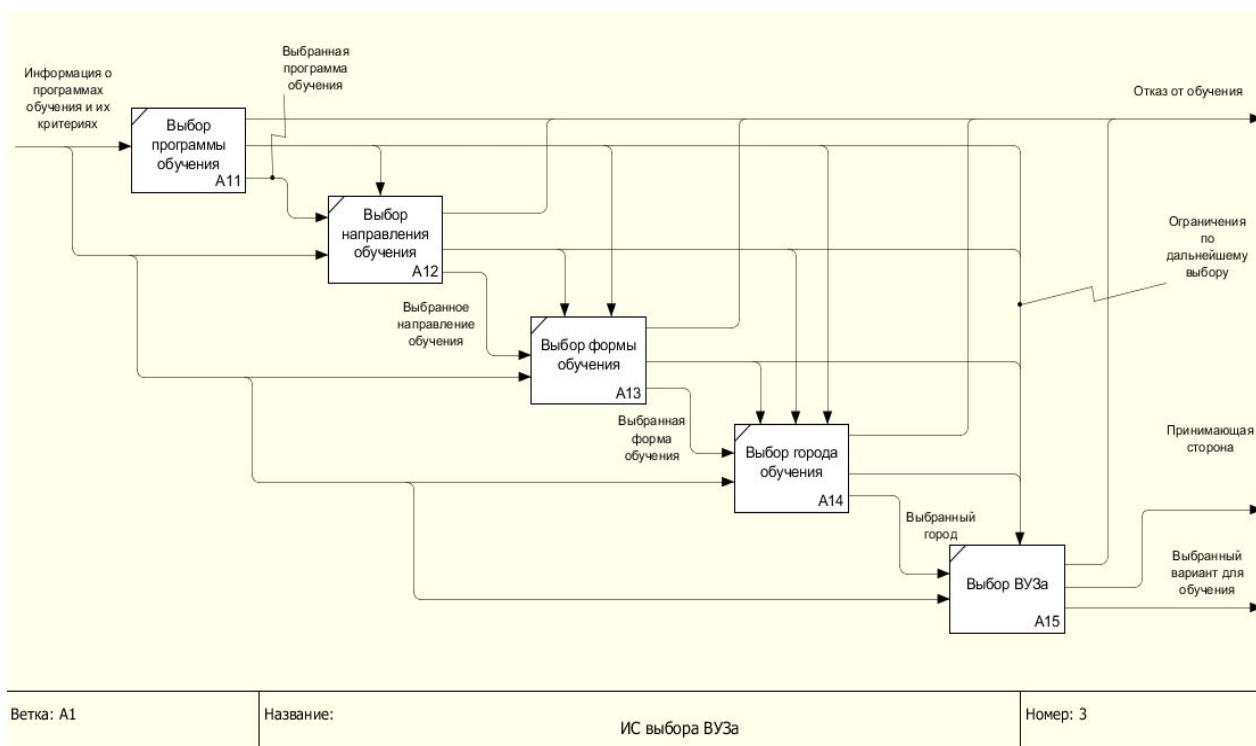 Выбранная
программа
обучения
Информация о
программах
обучения и их
критериях
Отказ от обучения
Выбор
программы
обучения
A11
Выбор
направления
обучения
A12
Ограничения
по
дальнейшему
выбору
Выбранное
направление
обучения
Выбор формы
обучения
A13
Выбранная
форма
обучения
Принимающая
сторона
Выбор города
обучения
A14
Выбранный
город
Выбранный
вариант для
обучения
Выбор ВУЗа
A15
Ветка: A1
Название:
ИС выбора ВУЗа
Номер: 3